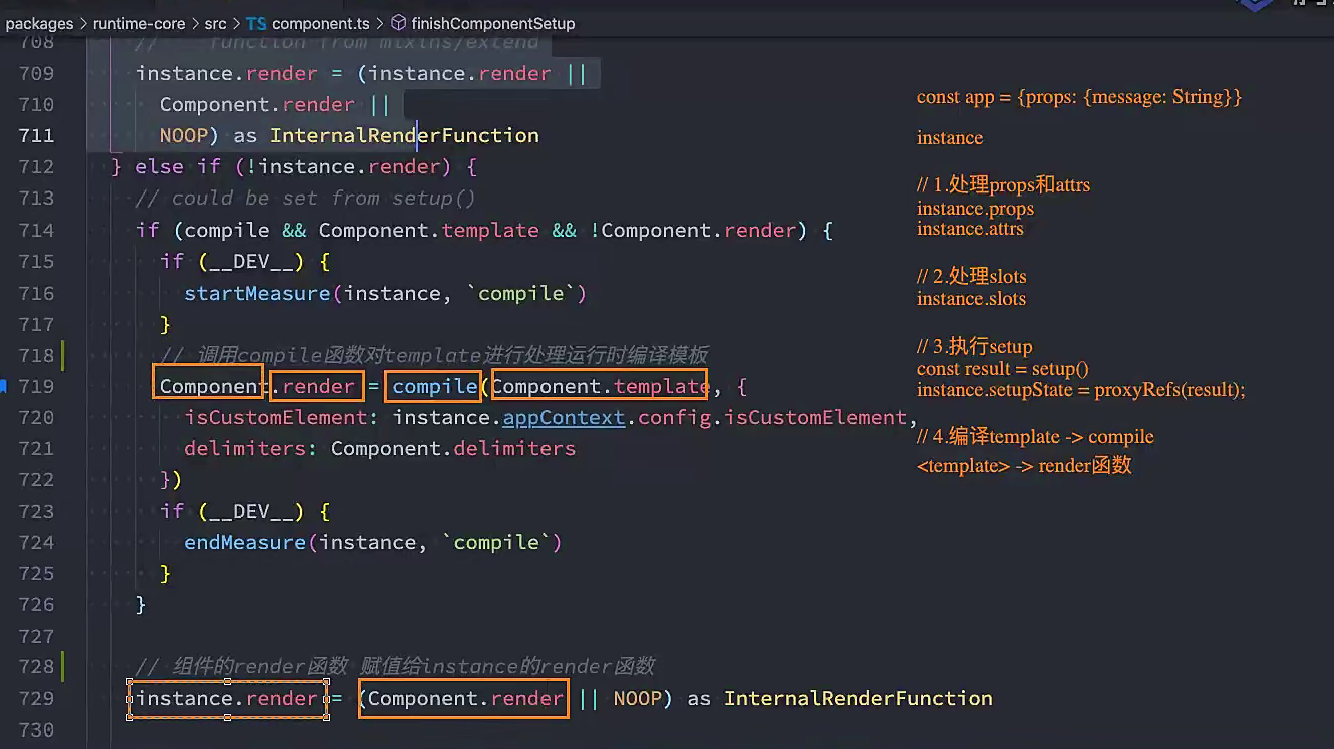 packages > runtime-core > src > TS component.ts > finishComponentSetup
708 // function from mixins/extend
709 instance.render = (instance.render ||
710 Component.render ||
711 NOOP) as InternalRenderFunction
712 } else if (!instance.render) {
713 // could be set from setup()
714 if (compile && Component.template && !Component.render) {
715 if (__DEV__) {
716 startMeasure(instance, `compile`)
717 }
718 // 调用compile函数对template进行处理运行时编译模板
719 Component.render = compile(Component.template, {
720 isCustomElement: instance.appContext.config.isCustomElement,
721 delimiters: Component.delimiters
722 })
723 if (__DEV__) {
724 endMeasure(instance, `compile`)
725 }
726 }
727
728 // 组件的render函数 赋值给instance的render函数
729 instance.render = (Component.render || NOOP) as InternalRenderFunction
730
const app = {props: {message: String}}
instance
// 1.处理props和attrs
instance.props
instance.attrs
// 2.处理slots
instance.slots
// 3.执行setup
const result = setup()
instance.setupState = proxyRefs(result);
// 4.编译template -> compile
<template> -> render函数